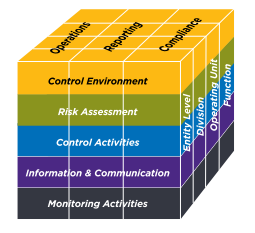 Operations
Reporting
Compliance
Control Environment
Risk Assessment
Control Activities
Information & Communication
Monitoring Activities
Entity Level
Division
Operating Unit
Function